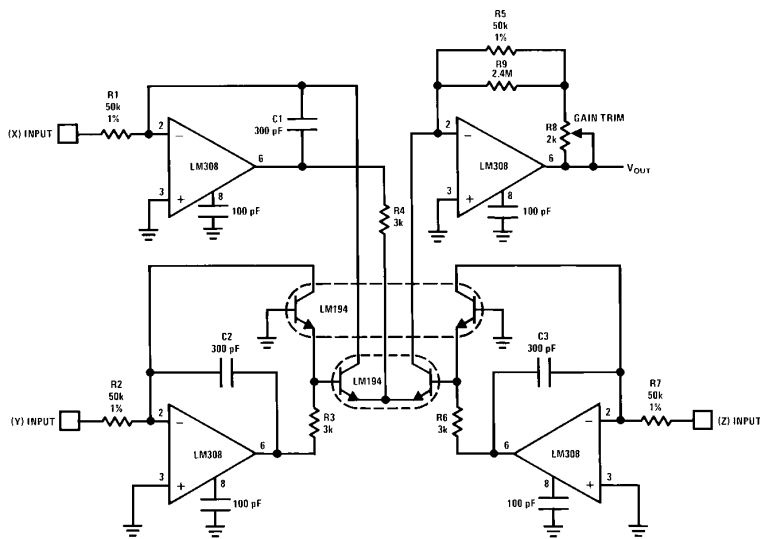 R5
50k
1%
R9
2.4M
R1
50k
1%
C1
300 pF
GAIN TRIM
R8
2k
(X) INPUT
2
−
LM308
6
3
+
8
100 pF
R4
3k
2
−
LM308
6
VOUT
3
+
8
100 pF
LM194
C2
300 pF
C3
300 pF
LM194
R2
50k
1%
R7
50k
1%
(Y) INPUT
2
−
LM308
6
3
+
8
100 pF
R3
3k
R6
3k
6
LM308
−
2
(Z) INPUT
+
3
8
100 pF